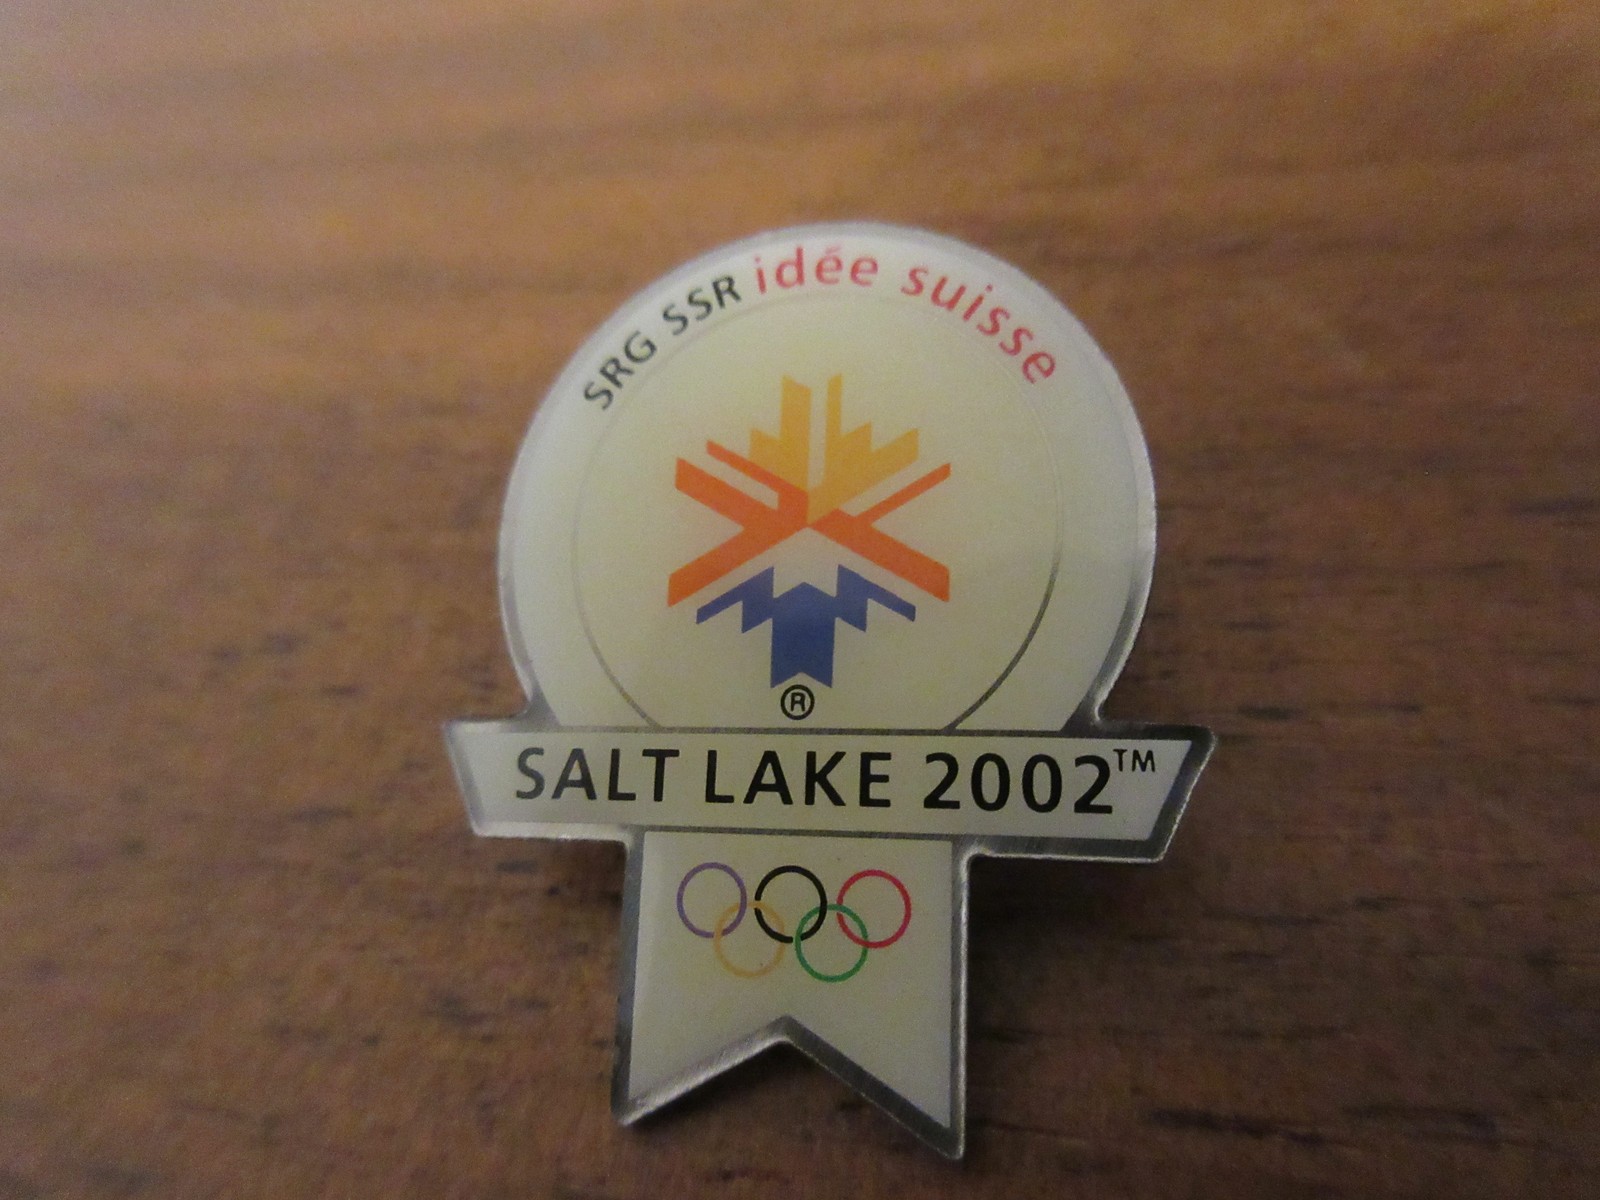 SRG SSR idée suisse
®
SALT LAKE 2002™